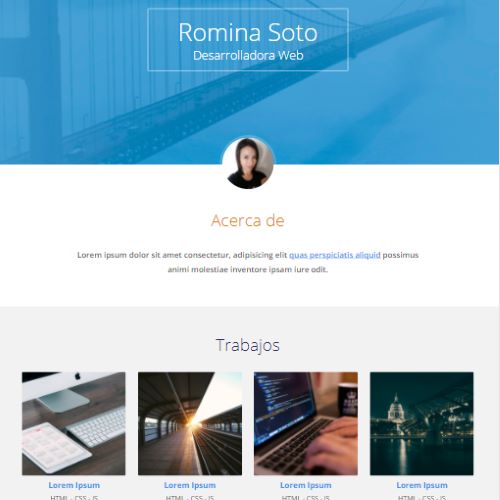 Romina Soto
Desarrolladora Web
Acerca de
Lorem ipsum dolor sit amet consectetur, adipisicing elit quas perspiciatis aliquid possimus
animi molestiae inventore ipsam iure odit.
Trabajos
Lorem Ipsum Lorem Ipsum Lorem Ipsum Lorem Ipsum
HTML - CSS - JS HTML - CSS - JS HTML - CSS - JS HTML - CSS - JS